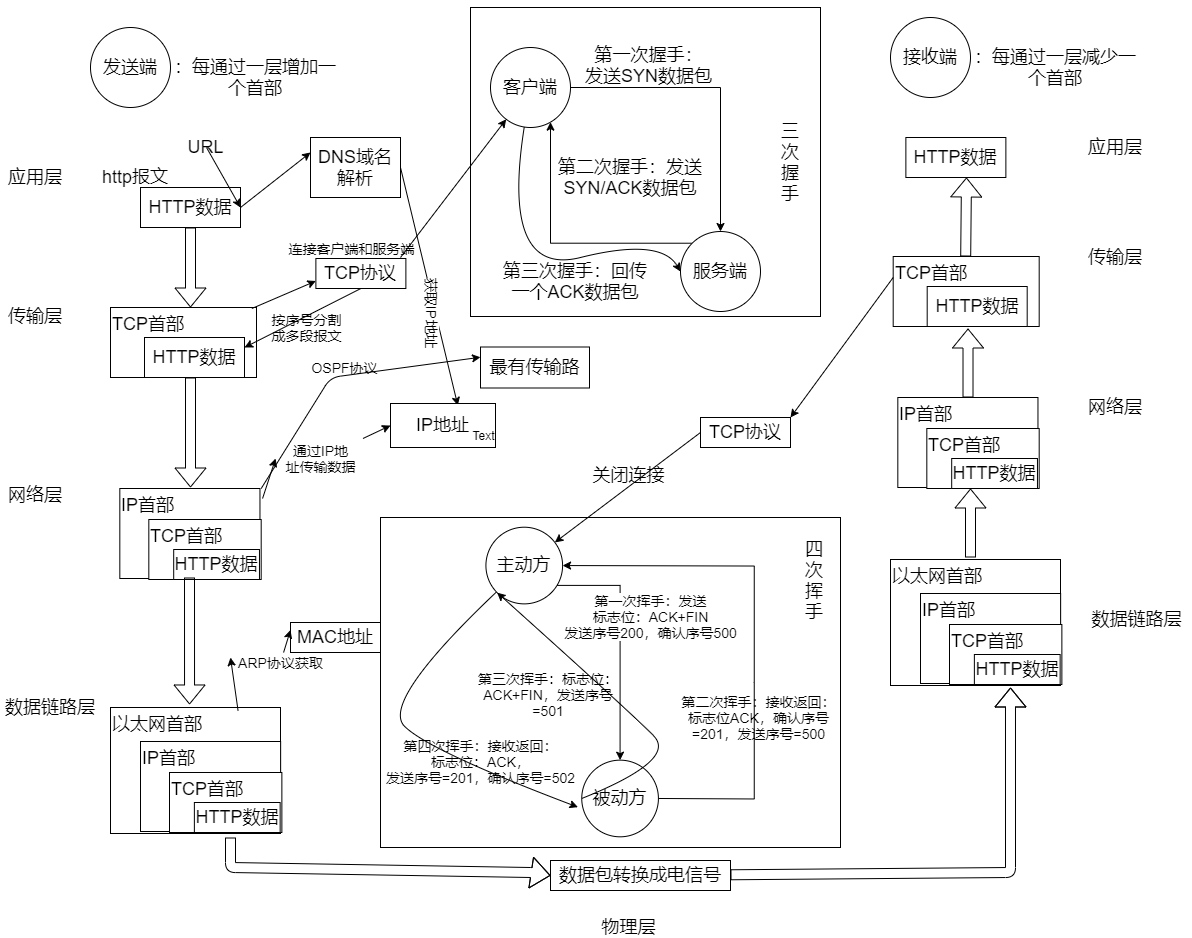 发送端
：每通过一层增加一
个首部
应用层
URL
http报文
HTTP数据
DNS域名
解析
连接客户端和服务端
TCP协议
获取IP地址
传输层
TCP首部
HTTP数据
按序号分割
成多段报文
OSPF协议
最有传输路
IP地址
Text
通过IP地
址传输数据
网络层
IP首部
TCP首部
HTTP数据
MAC地址
ARP协议获取
数据链路层
以太网首部
IP首部
TCP首部
HTTP数据
客户端
第一次握手：
发送SYN数据包
第二次握手：发送
SYN/ACK数据包
第三次握手：回传
一个ACK数据包
服务端
三次握手
TCP协议
关闭连接
主动方
四次挥手
第一次挥手：发送
标志位：ACK+FIN
发送序号200，确认序号500
第三次挥手：标志位：
ACK+FIN，发送序号
=501
第二次挥手：接收返回：
标志位ACK，确认序号
=201，发送序号=500
第四次挥手：接收返回：
标志位：ACK，
发送序号=201，确认序号=502
被动方
数据包转换成电信号
物理层
接收端
：每通过一层减少一
个首部
应用层
HTTP数据
传输层
TCP首部
HTTP数据
网络层
IP首部
TCP首部
HTTP数据
数据链路层
以太网首部
IP首部
TCP首部
HTTP数据